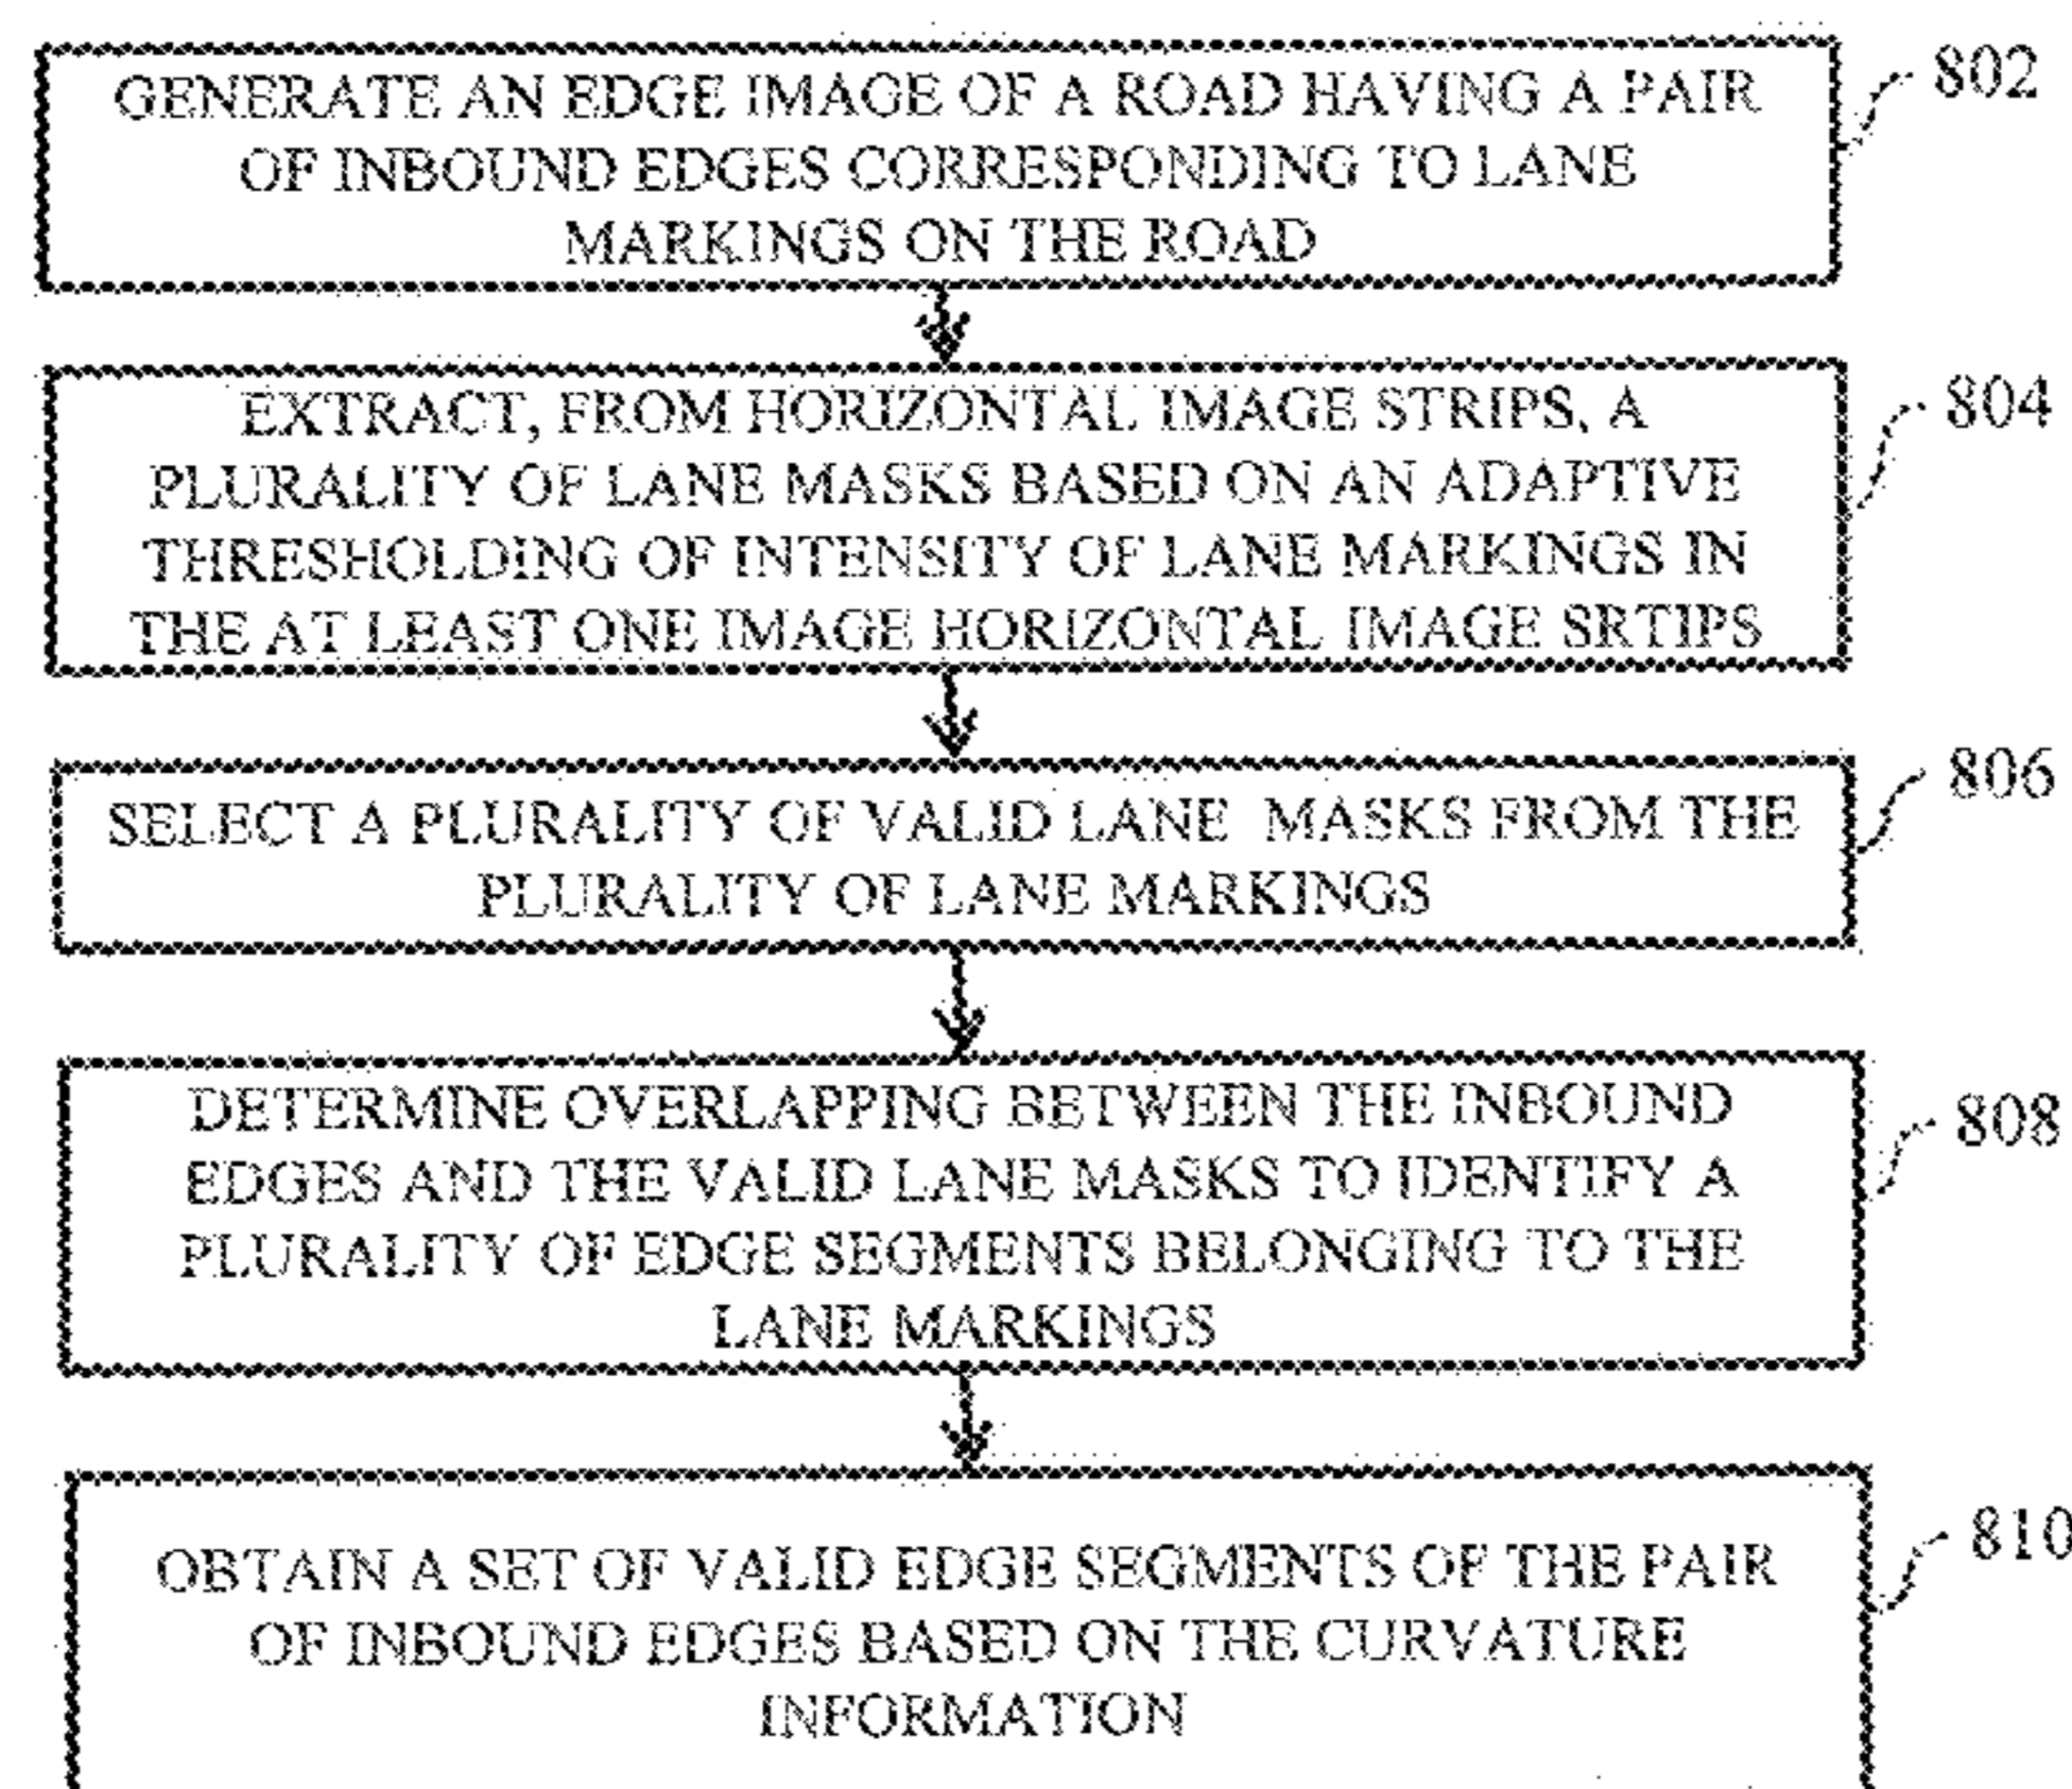 GENERATE AN EDGE IMAGE OF A ROAD HAVING A PAIR
OF INBOUND EDGES CORRESPONDING TO LANE
MARKINGS ON THE ROAD
802
EXTRACT, FROM HORIZONTAL IMAGE STRIPS, A
PLURALITY OF LANE MASKS BASED ON AN ADAPTIVE
THRESHOLDING OF INTENSITY OF LANE MARKINGS IN
THE AT LEAST ONE IMAGE HORIZONTAL IMAGE SRTIPS
804
SELECT A PLURALITY OF VALID LANE MASKS FROM THE
PLURALITY OF LANE MARKINGS
806
DETERMINE OVERLAPPING BETWEEN THE INBOUND
EDGES AND THE VALID LANE MASKS TO IDENTIFY A
PLURALITY OF EDGE SEGMENTS BELONGING TO THE
LANE MARKINGS
808
OBTAIN A SET OF VALID EDGE SEGMENTS OF THE PAIR
OF INBOUND EDGES BASED ON THE CURVATURE
INFORMATION
810